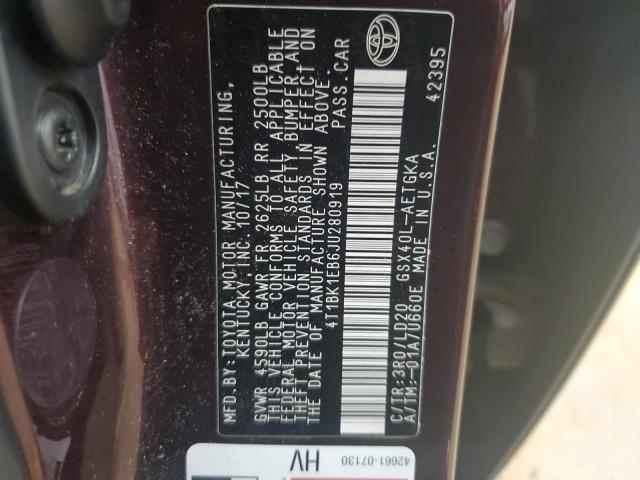 MFD.BY:TOYOTA MOTOR MANUFACTURING,
KENTUCKY,INC. 10/17
GVWR 4590LB GAWR FR 2625LB RR 2500LB
THIS VEHICLE CONFORMS TO ALL APPLICABLE
FEDERAL MOTOR VEHICLE SAFETY,BUMPER,AND
THEFT PREVENTION STANDARDS IN EFFECT ON
THE DATE OF MANUFACTURE SHOWN ABOVE.
4T1BK1EB6JU280919 PASS.CAR
C/TR:3R0/LD20 GSX40L-AETGKA
A/TM:-01A/U660E MADE IN U.S.A. 42395
42661-07130
HV